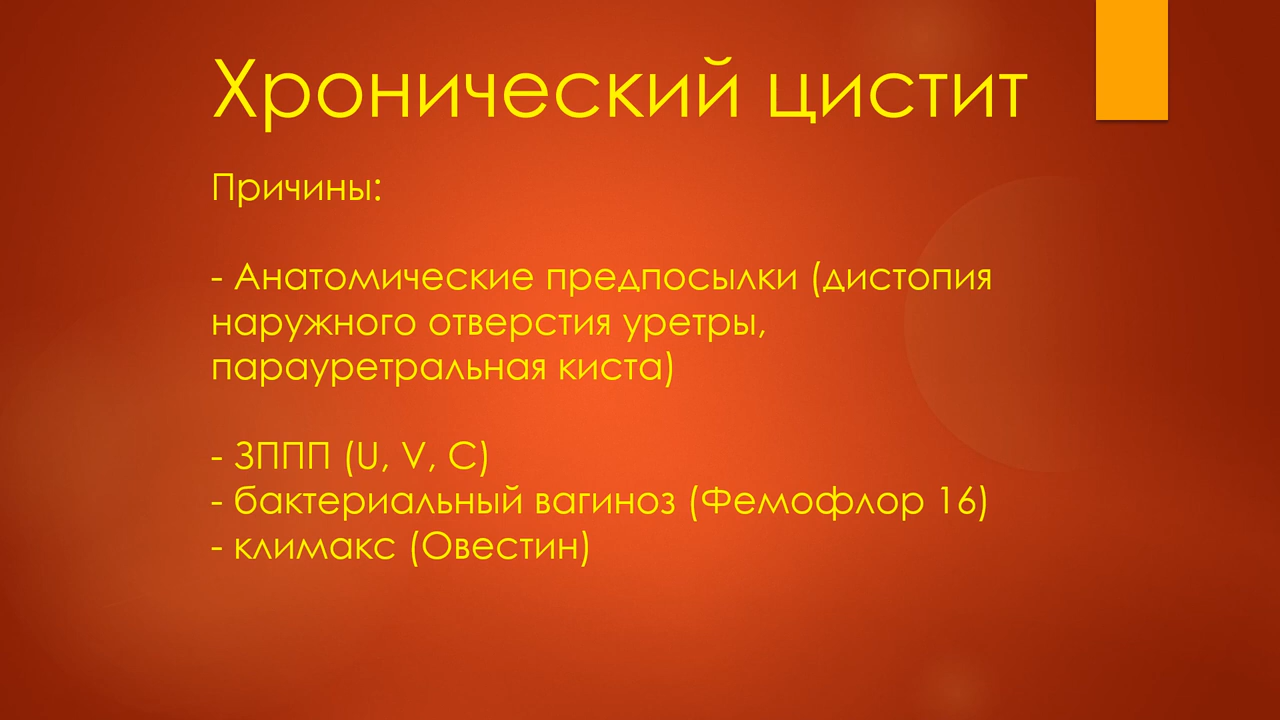 Хронический цистит
Причины:
- Анатомические предпосылки (дистопия
наружного отверстия уретры,
парауретральная киста)
- ЗППП (U, V, C)
- бактериальный вагиноз (Фемофлор 16)
- климакс (Овестин)